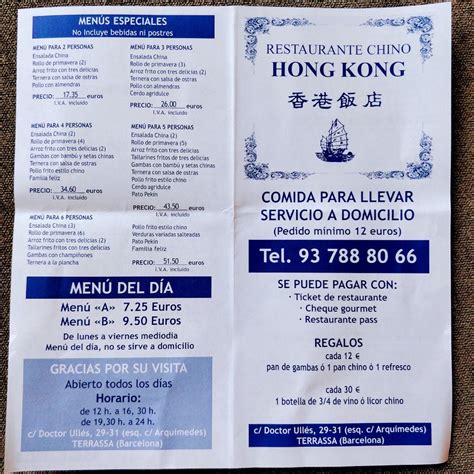 MENÚS ESPECIALES
No Incluye bebidas ni postres
MENÚ PARA 2 PERSONAS
Ensalada China
Rollo de primavera (2)
Arroz frito con tres delicias
Ternera con salsa de ostras
Pollo con almendras
PRECIO: 17,35 euros
I.V.A. incluido
MENÚ PARA 3 PERSONAS
Ensalada China (2)
Rollo de primavera (3)
Arroz frito con tres delicias (2)
Ternera con salsa de ostras
Pollo con almendras
Cerdo agridulce
PRECIO: 26.00 euros
I.V.A. incluido
MENÚ PARA 4 PERSONAS
Ensalada China (2)
Rollo de primavera (4)
Arroz frito con tres delicias (2)
Gambas con bambú y setas chinas
Ternera con salsa de ostras
Pollo frito estilo chino
Familia feliz
PRECIO: 34,60 euros
I.V.A. incluido
MENÚ PARA 5 PERSONAS
Ensalada China (2)
Rollo de primavera (5)
Arroz frito con tres delicias (2)
Tallarines fritos con tres delicias
Gambas con bambú y setas chinas
Ternera con salsa de ostras
Pollo frito estilo chino
Cerdo agridulce
Pato Pekín
PRECIO: 43,50 euros
I.V.A. incluido
MENÚ PARA 6 PERSONAS
Ensalada China (3)
Rollo de primavera (6)
Arroz frito con tres delicias (2)
Tallarines fritos con tres delicias
Gambas con champiñones
Ternera a la plancha
Pollo frito estilo chino
Verduras variadas salteadas
Pato Pekín
Familia feliz
PRECIO: 51,50 euros
I.V.A. incluido
MENÚ DEL DÍA
Menú «A» 7.25 Euros
Menú «B» 9.50 Euros
De lunes a viernes mediodía
Menú del día, no se sirve a domicilio
GRACIAS POR SU VISITA
Abierto todos los días
Horario:
de 12 h. a 16, 30 h.
de 19,30 h. a 24 h.
c/ Doctor Ullés, 29-31 (esq. c/ Arquimedes)
TERRASSA (Barcelona)
RESTAURANTE CHINO
HONG KONG
香港飯店
COMIDA PARA LLEVAR
SERVICIO A DOMICILIO
(Pedido mínimo 12 euros)
Tel. 93 788 80 66
SE PUEDE PAGAR CON:
· Ticket de restaurante
· Cheque gourmet
· Restaurante pass
REGALOS
cada 12 €
pan de gambas ó 1 pan chino ó 1 refresco
cada 30 €
1 botella de 3/4 de vino ó licor chino
c/ Doctor Ullés, 29-31 (esq. c/ Arquimedes)
TERRASSA (Barcelona)